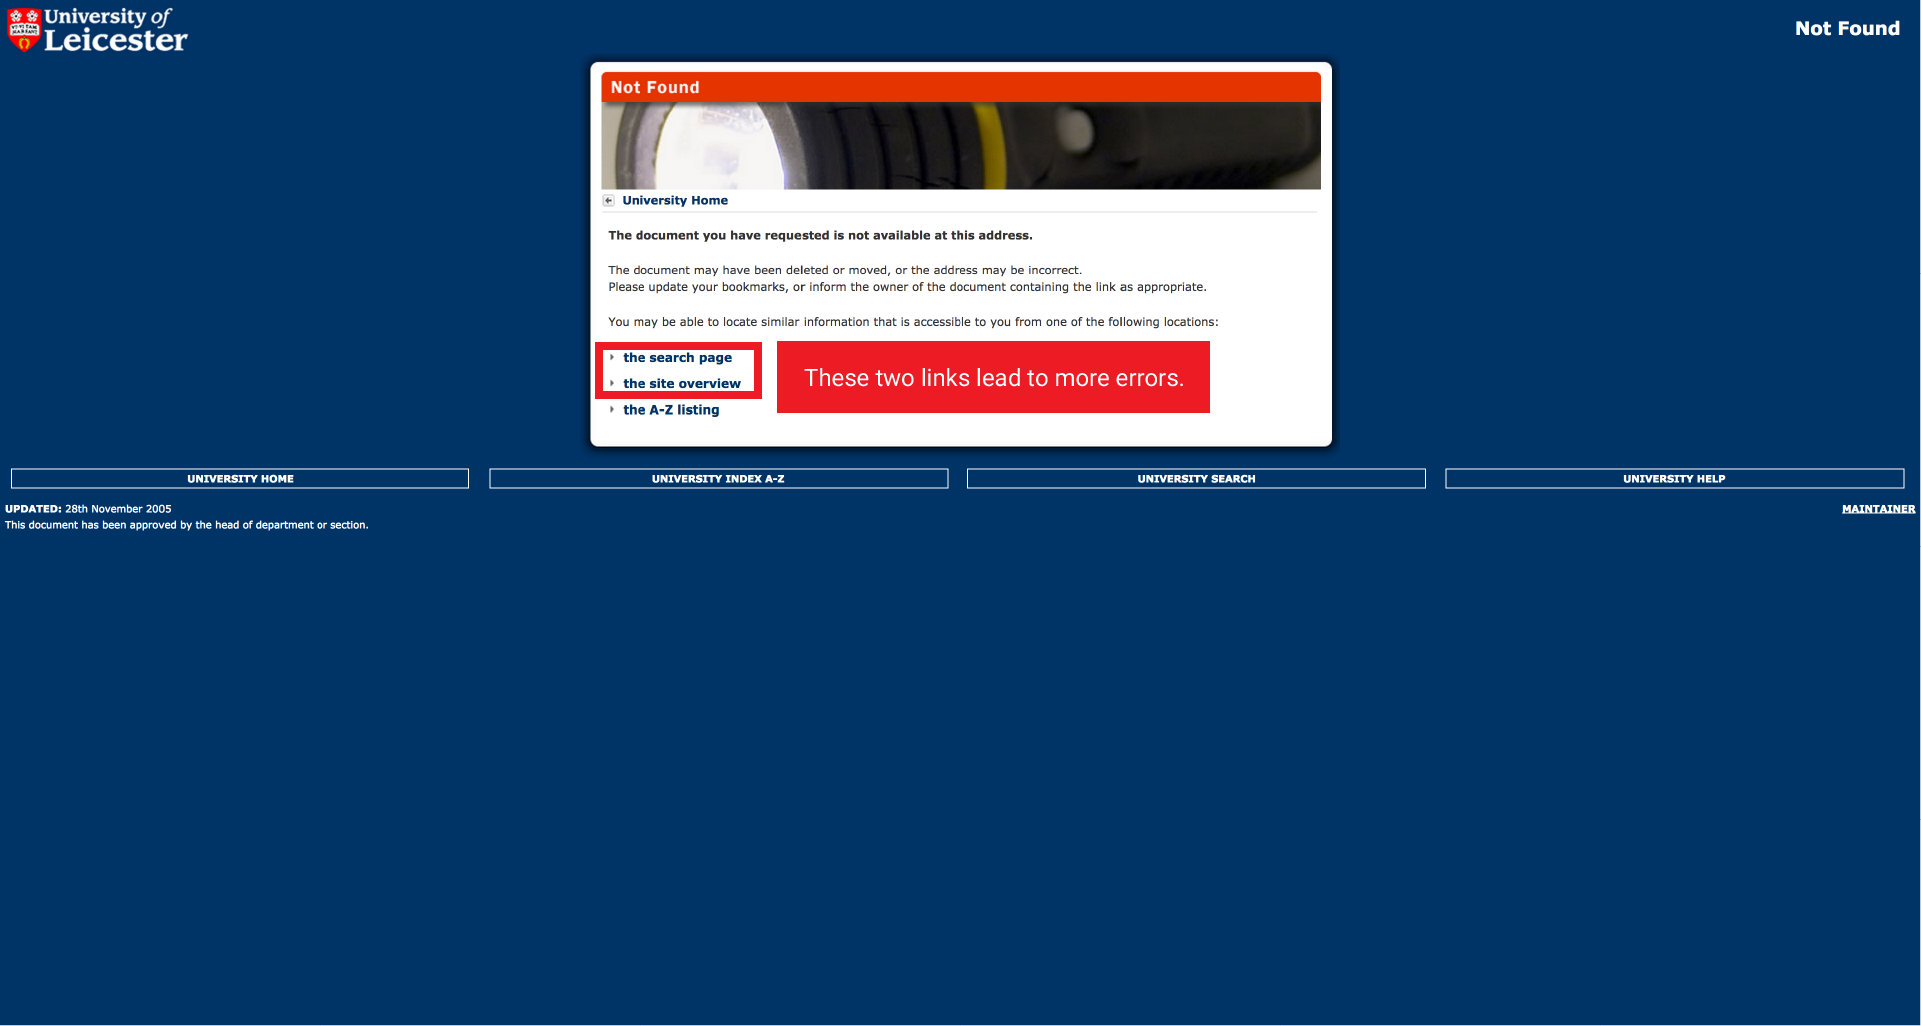 University of
Leicester
Not Found
Not Found
University Home
The document you have requested is not available at this address.
The document may have been deleted or moved, or the address may be incorrect.
Please update your bookmarks, or inform the owner of the document containing the link as appropriate.
You may be able to locate similar information that is accessible to you from one of the following locations:
the search page
the site overview
These two links lead to more errors.
the A-Z listing
UNIVERSITY HOME
UNIVERSITY INDEX A-Z
UNIVERSITY SEARCH
UNIVERSITY HELP
UPDATED: 28th November 2005
MAINTAINER
This document has been approved by the head of department or section.